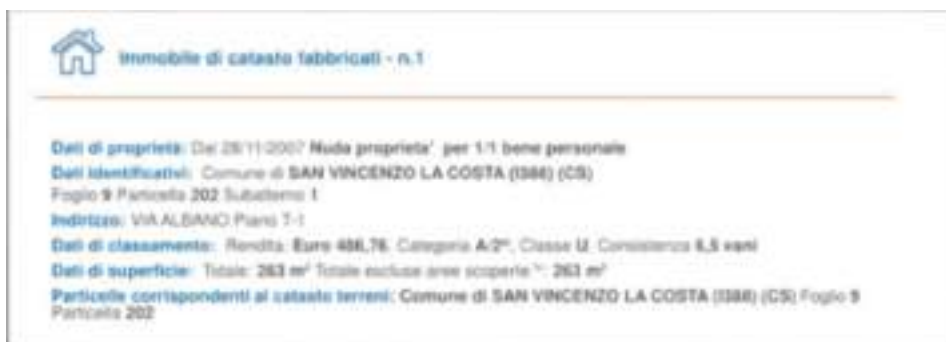 Immobile di catasto fabbricati - n.1
Dati di proprietà: Dal 28/11/2007 Nuda proprieta' per 1/1 bene personale
Dati identificativi: Comune di SAN VINCENZO LA COSTA (I388) (CS)
Foglio 9 Particella 202 Subalterno 1
Indirizzo: VIA ALBANO Piano T-1
Dati di classamento: Rendita: Euro 486,76, Categoria A/2, Classe U, Consistenza 6,5 vani
Dati di superficie: Totale: 263 m² Totale escluse aree scoperte: 263 m²
Particelle corrispondenti al catasto terreni: Comune di SAN VINCENZO LA COSTA (I388) (CS) Foglio 9
Particella 202